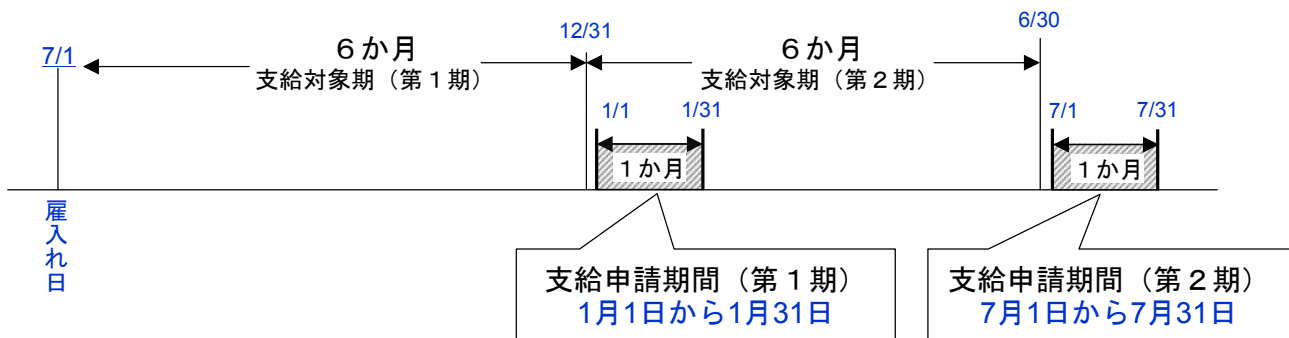 7/1
6か月
支給対象期（第1期）
12/31
6か月
支給対象期（第2期）
6/30
1/1
1/31
1か月
7/1
7/31
1か月
雇入れ日
支給申請期間（第1期）
1月1日から1月31日
支給申請期間（第2期）
7月1日から7月31日